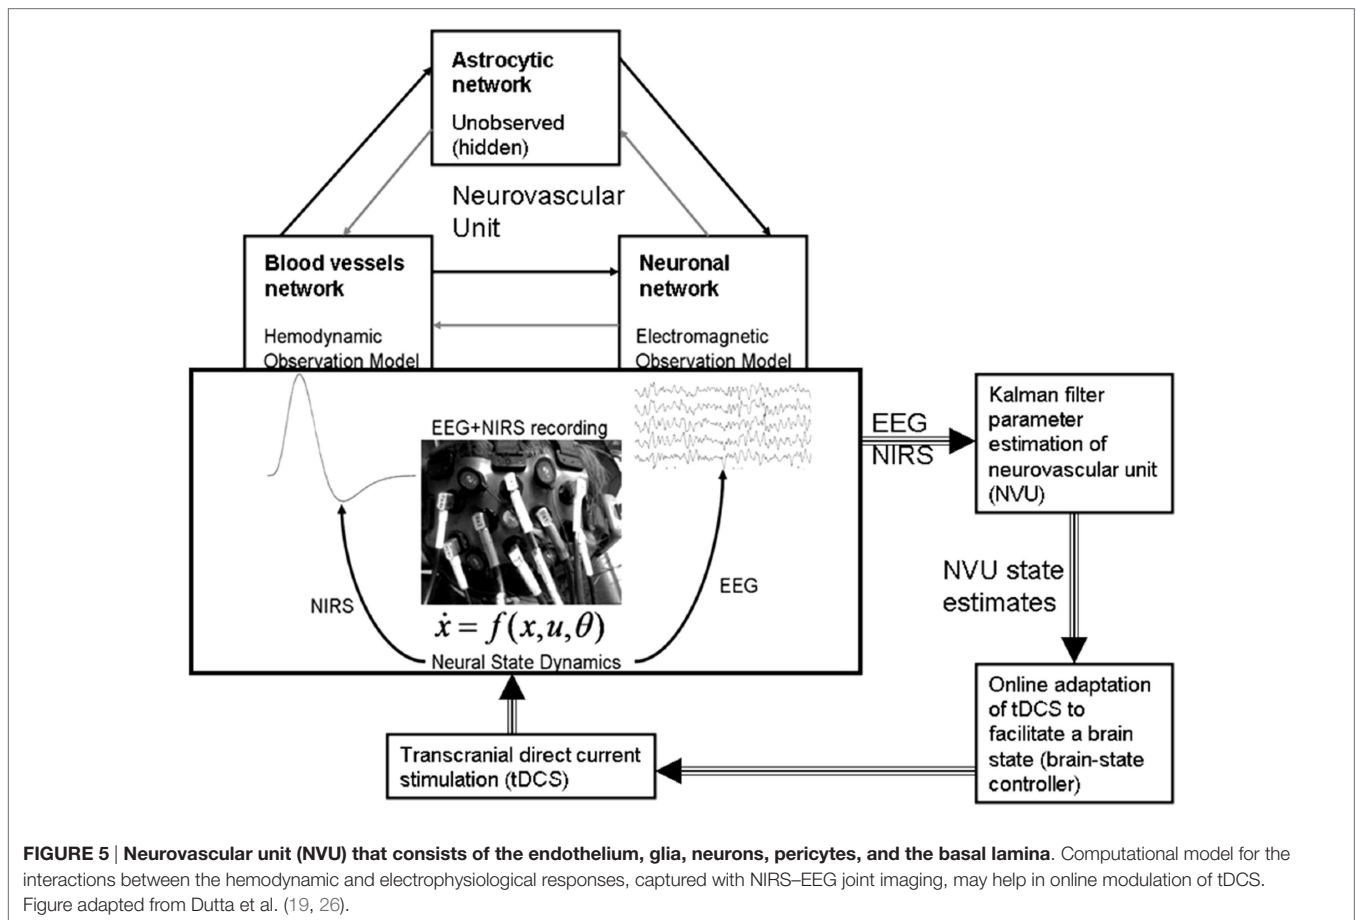 Astrocytic
network
Unobserved
(hidden)
Neurovascular
Unit
Blood vessels
network
Hemodynamic
Observation Model
Neuronal
network
Electromagnetic
Observation Model
EEG+NIRS recording
NIRS
EEG
ẋ = f(x,u,θ)
Neural State Dynamics
EEG
NIRS
Kalman filter
parameter
estimation of
neurovascular unit
(NVU)
NVU state
estimates
Online adaptation
of tDCS to
facilitate a brain
state (brain-state
controller)
Transcranial direct current
stimulation (tDCS)
FIGURE 5 | Neurovascular unit (NVU) that consists of the endothelium, glia, neurons, pericytes, and the basal lamina. Computational model for the
interactions between the hemodynamic and electrophysiological responses, captured with NIRS–EEG joint imaging, may help in online modulation of tDCS.
Figure adapted from Dutta et al. (19, 26).